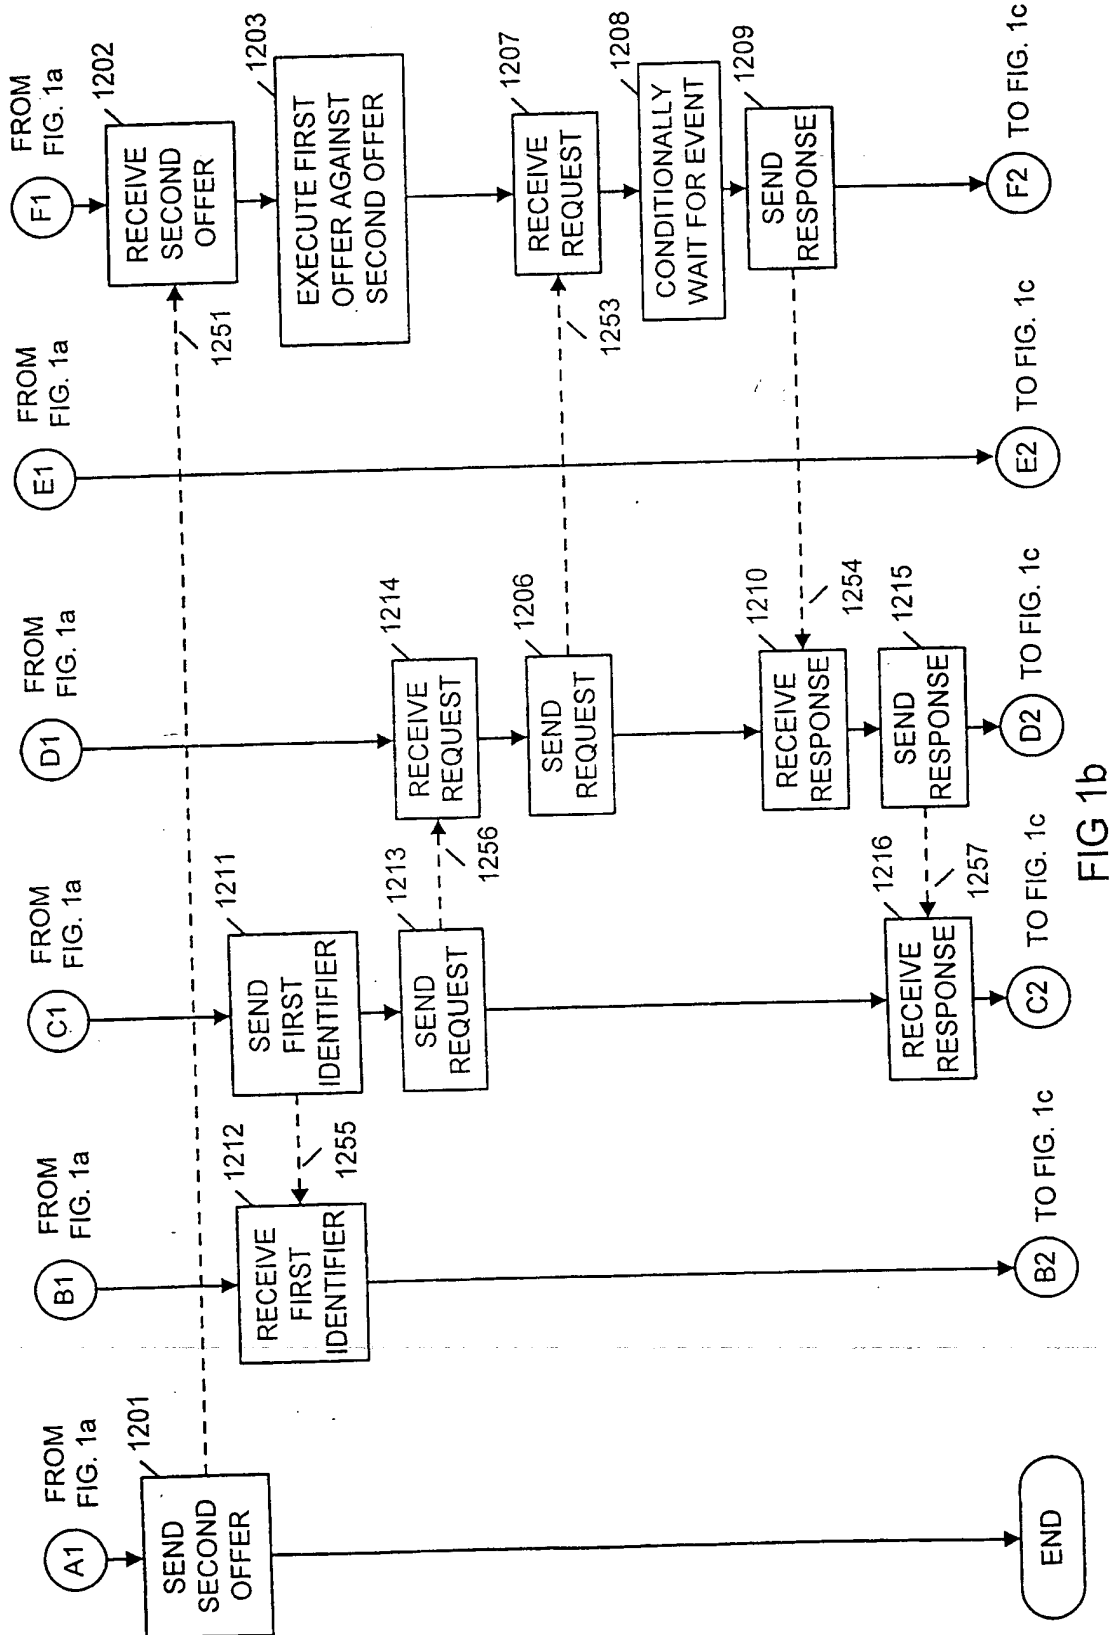 A1
FROM
FIG. 1a
1201
SEND
SECOND
OFFER
END
B1
FROM
FIG. 1a
1212
RECEIVE
FIRST
IDENTIFIER
1255
B2
TO FIG. 1c
C1
FROM
FIG. 1a
1211
SEND
FIRST
IDENTIFIER
1213
SEND
REQUEST
1256
1216
RECEIVE
RESPONSE
1257
C2
TO FIG. 1c
D1
FROM
FIG. 1a
1214
RECEIVE
REQUEST
1206
SEND
REQUEST
1210
RECEIVE
RESPONSE
1254
1215
SEND
RESPONSE
D2
TO FIG. 1c
E1
FROM
FIG. 1a
E2
TO FIG. 1c
F1
FROM
FIG. 1a
1202
RECEIVE
SECOND
OFFER
1251
1203
EXECUTE FIRST
OFFER AGAINST
SECOND OFFER
1207
RECEIVE
REQUEST
1253
1208
CONDITIONALLY
WAIT FOR EVENT
1209
SEND
RESPONSE
F2
TO FIG. 1c
FIG 1b